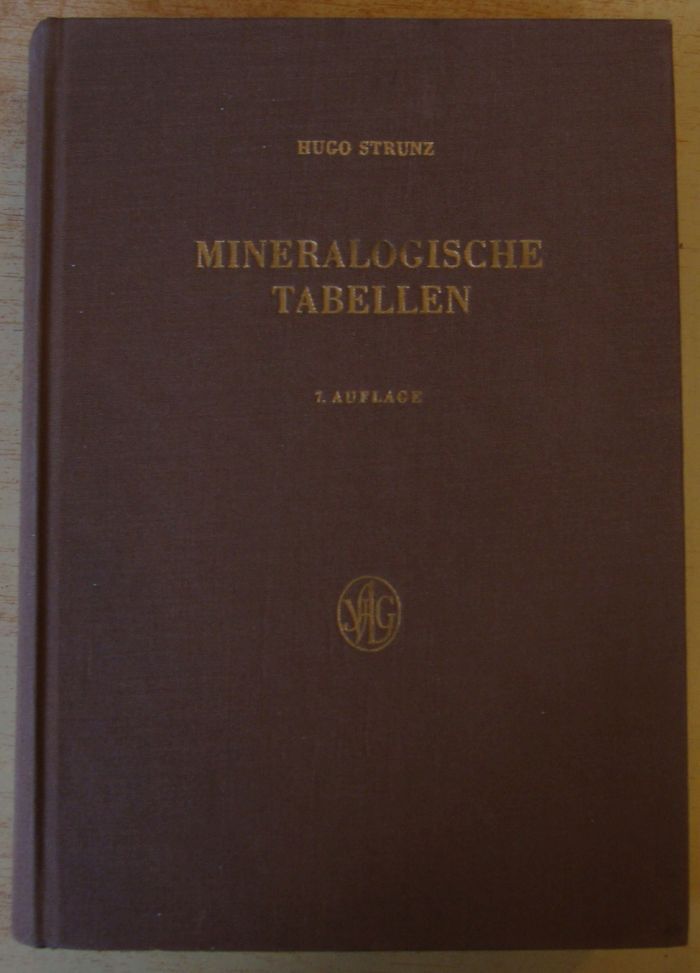 HUGO STRUNZ
MINERALOGISCHE
TABELLEN
7. AUFLAGE